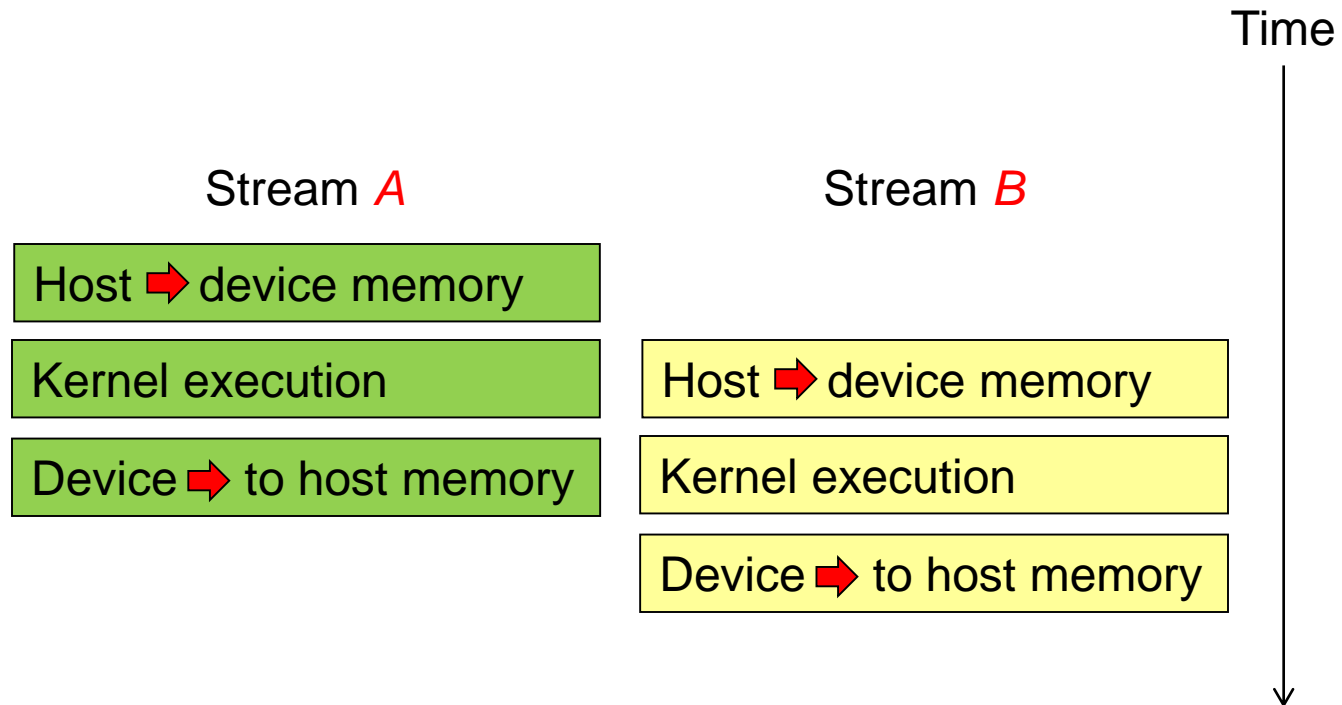 Time
Stream A
Stream B
Host device memory
Kernel execution
Host device memory
Device to host memory
Kernel execution
Device to host memory